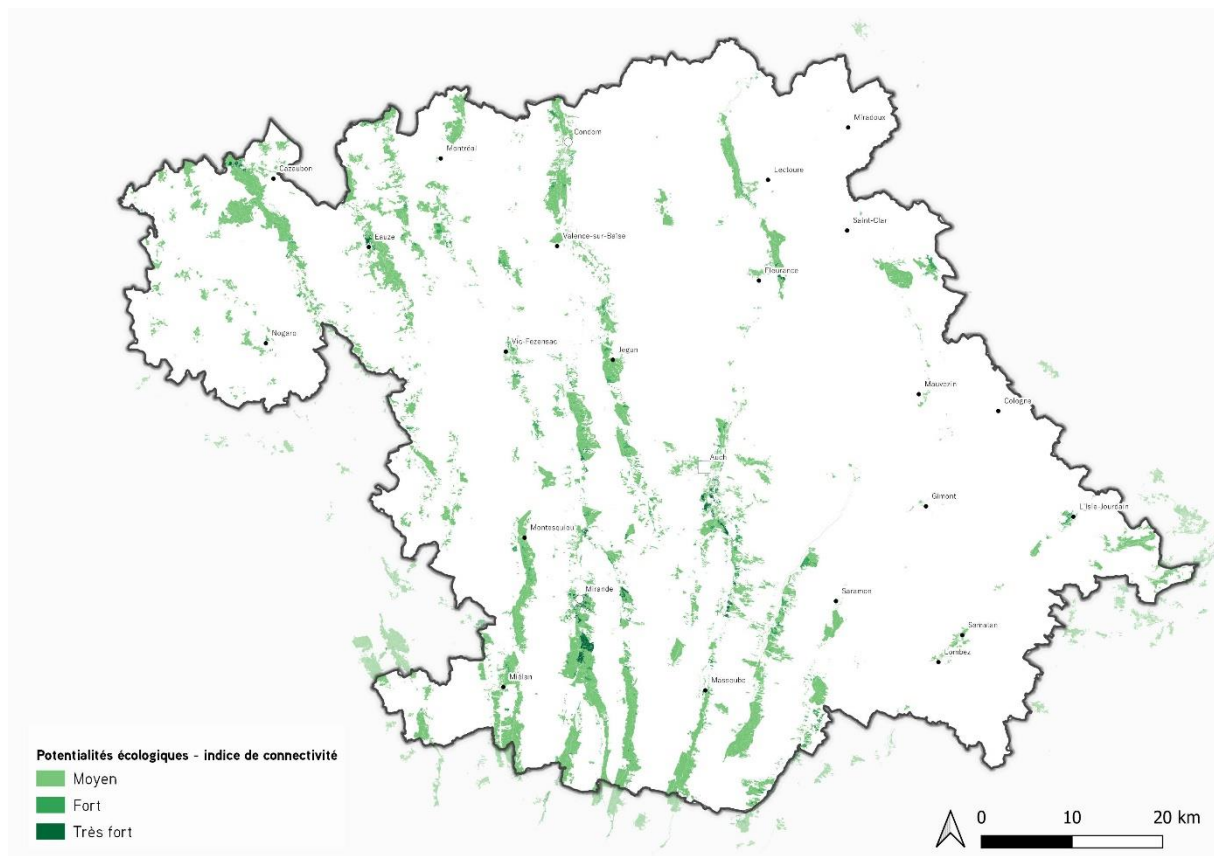 Miradoux
Condom
Montréal
Cazaubon
Lectoure
Saint-Clar
Eauze
Valence-sur-Baïse
Fleurance
Nogaro
Vic-Fezensac
Jegun
Mauvezin
Cologne
Auch
Gimont
L'Isle-Jourdain
Montesquiou
Mirande
Saramon
Samatan
Lombez
Miélan
Masseube
Potentialités écologiques - indice de connectivité
Moyen
Fort
Très fort
0 10 20 km